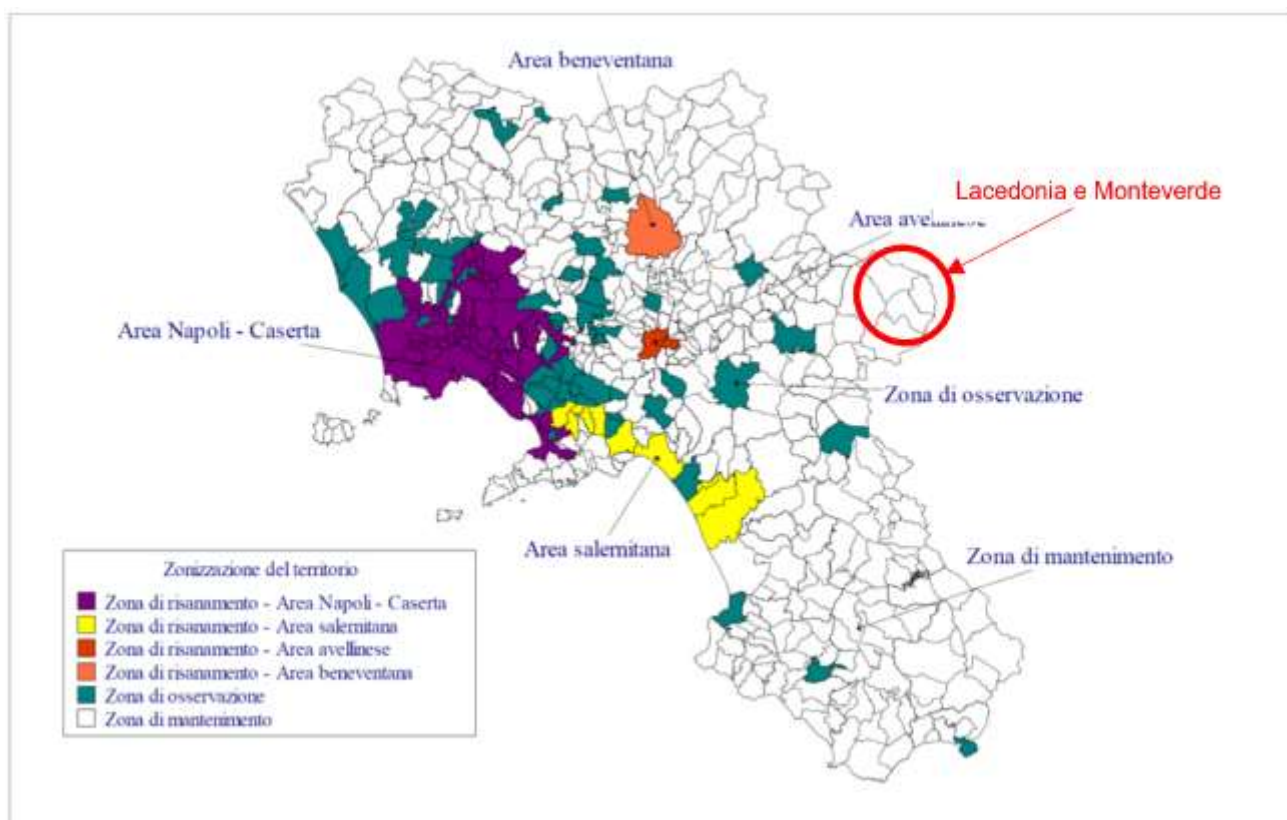 Area beneventana
Lacedonia e Monteverde
Area avellinese
Area Napoli - Caserta
Zona di osservazione
Area salernitana
Zona di mantenimento
Zonizzazione del territorio
Zona di risanamento - Area Napoli - Caserta
Zona di risanamento - Area salernitana
Zona di risanamento - Area avellinese
Zona di risanamento - Area beneventana
Zona di osservazione
Zona di mantenimento